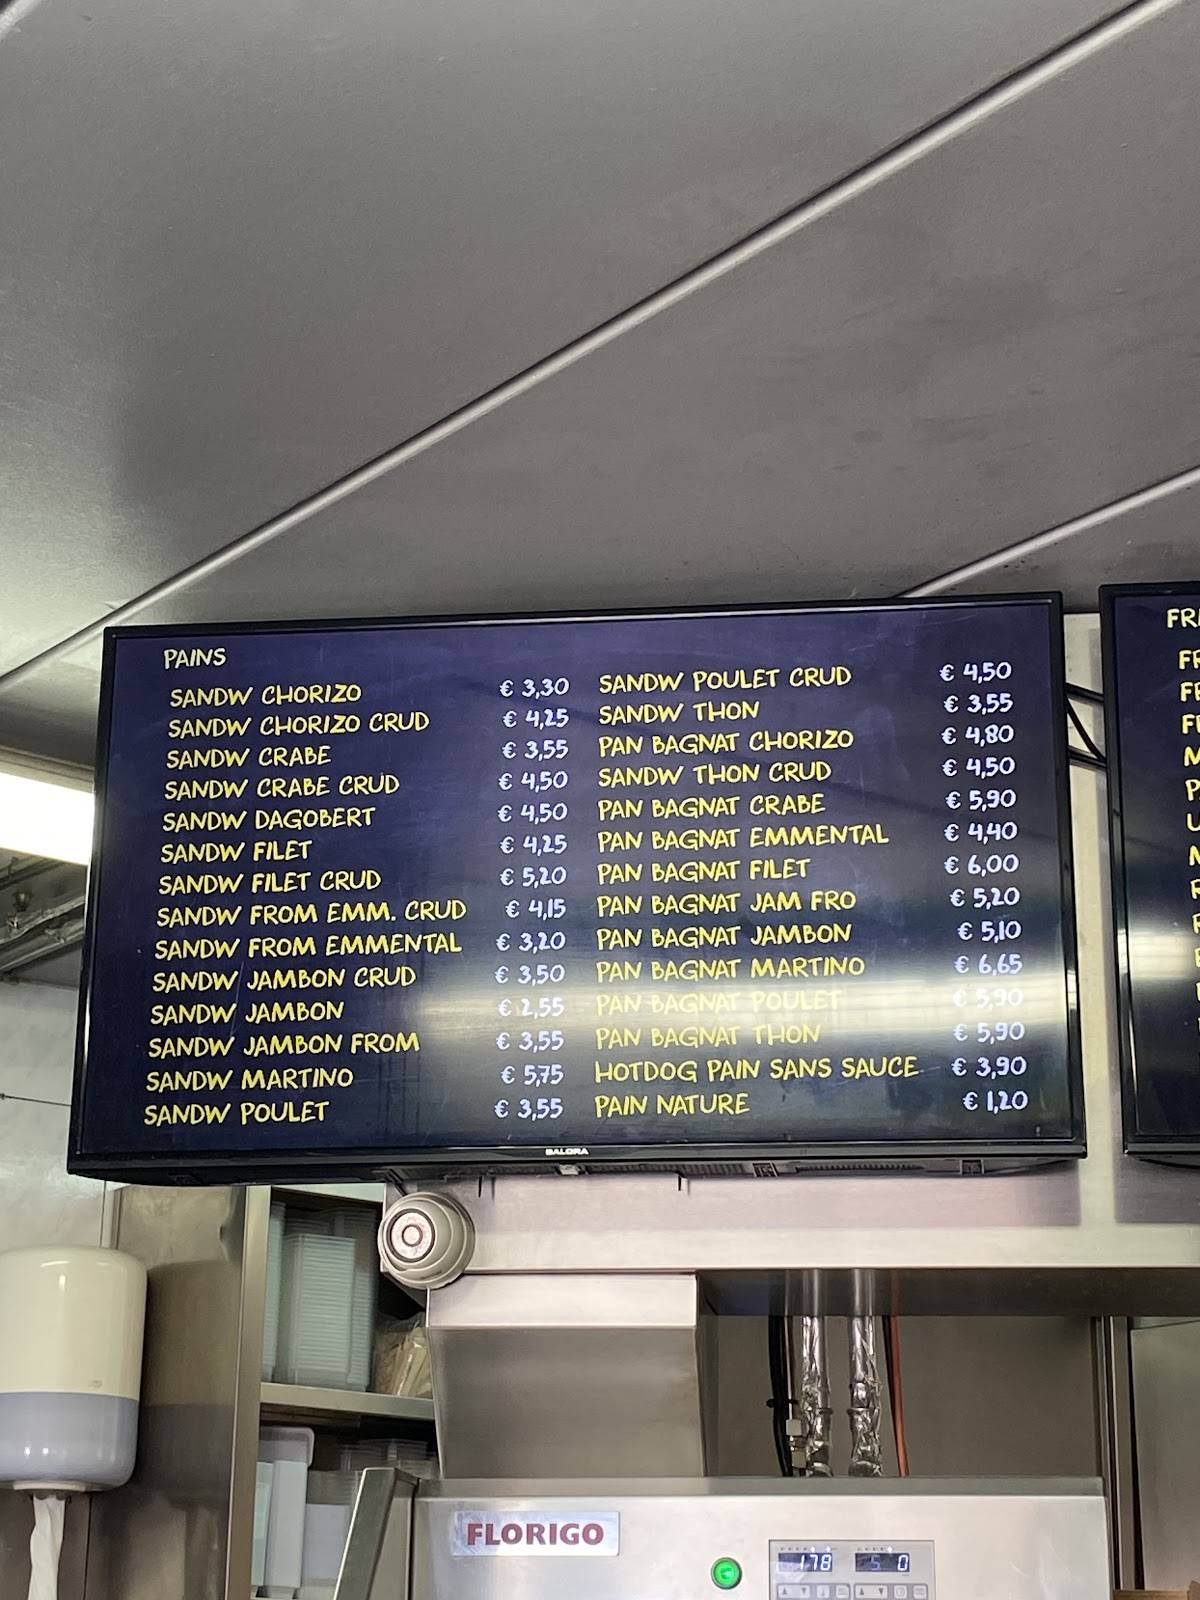 PAINS
SANDW CHORIZO € 3,30
SANDW CHORIZO CRUD € 4,25
SANDW CRABE € 3,55
SANDW CRABE CRUD € 4,50
SANDW DAGOBERT € 4,50
SANDW FILET € 4,25
SANDW FILET CRUD € 5,20
SANDW FROM EMM. CRUD € 4,15
SANDW FROM EMMENTAL € 3,20
SANDW JAMBON CRUD € 3,50
SANDW JAMBON € 2,55
SANDW JAMBON FROM € 3,55
SANDW MARTINO € 5,75
SANDW POULET € 3,55
SANDW POULET CRUD € 4,50
SANDW THON € 3,55
PAN BAGNAT CHORIZO € 4,80
SANDW THON CRUD € 4,50
PAN BAGNAT CRABE € 5,90
PAN BAGNAT EMMENTAL € 4,40
PAN BAGNAT FILET € 6,00
PAN BAGNAT JAM FRO € 5,20
PAN BAGNAT JAMBON € 5,10
PAN BAGNAT MARTINO € 6,65
PAN BAGNAT POULET € 5,90
PAN BAGNAT THON € 5,90
HOTDOG PAIN SANS SAUCE € 3,90
PAIN NATURE € 1,20
SALORA
FLORIGO
178 5 0